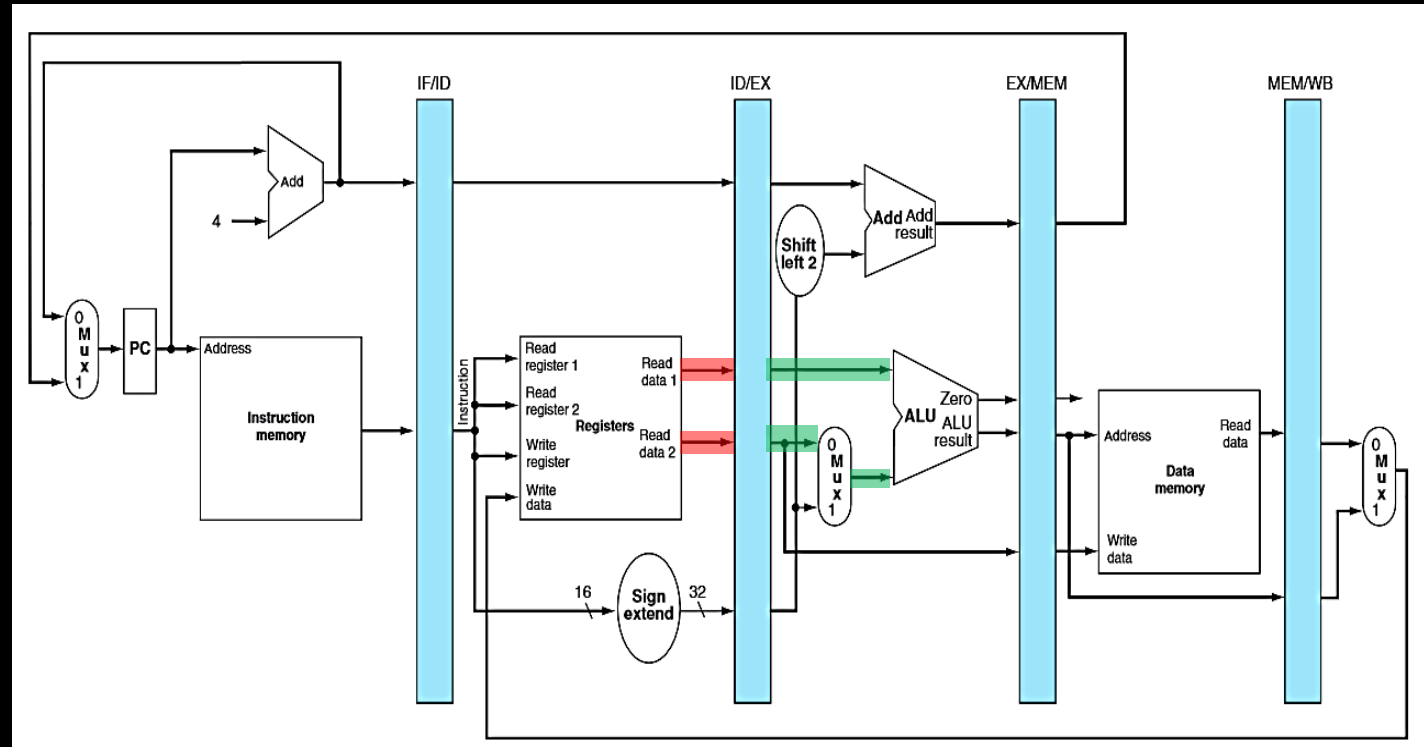 IF/ID
ID/EX
EX/MEM
MEM/WB
Add
4
Shift
left 2
Add Add
result
0
M
u
x
1
PC
Address
Instruction
memory
Instruction
Read
register 1
Read
register 2
Write
register
Write
data
Registers
Read
data 1
Read
data 2
16
Sign
extend
32
0
M
u
x
1
Zero
ALU
ALU
result
Address
Read
data
Data
memory
Write
data
0
M
u
x
1